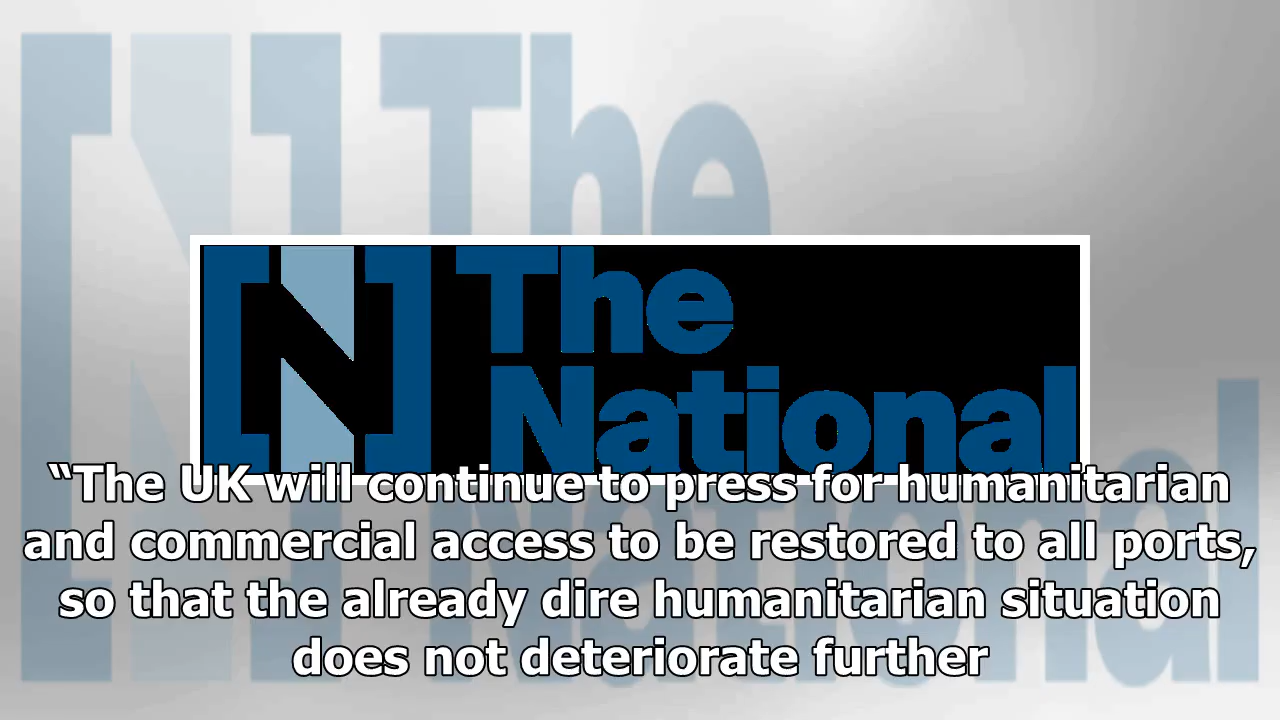 The
National
“The UK will continue to press for humanitarian
and commercial access to be restored to all ports,
so that the already dire humanitarian situation
does not deteriorate further